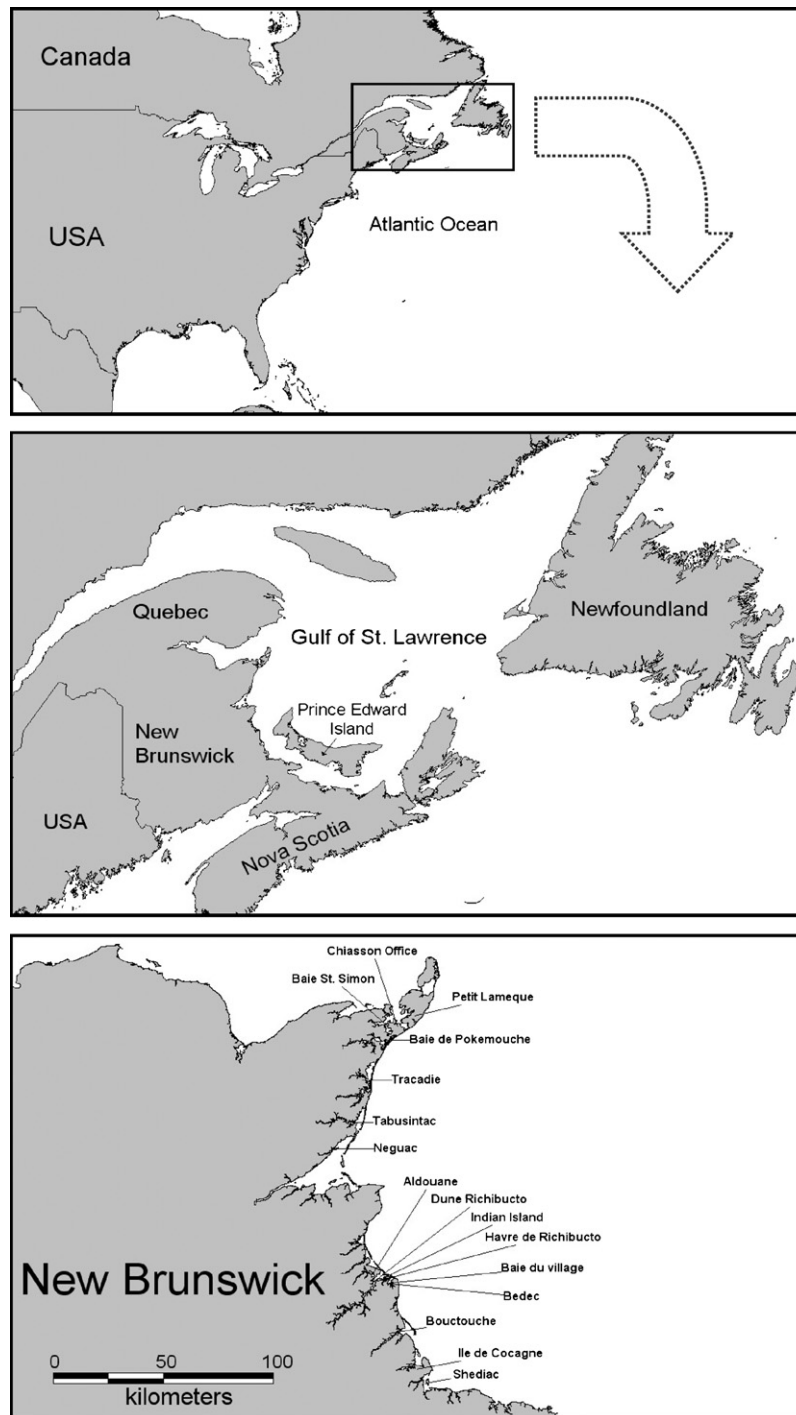 Canada
USA
Atlantic Ocean
Quebec
Newfoundland
Gulf of St. Lawrence
Prince Edward
Island
New
Brunswick
USA
Nova Scotia
Chiasson Office
Baie St. Simon
Petit Lameque
Baie de Pokemouche
Tracadie
Tabusintac
Neguac
Aldouane
Dune Richibucto
Indian Island
Havre de Richibucto
New Brunswick
Baie du village
Bedec
Bouctouche
Ile de Cocagne
Shediac
0 50 100
kilometers